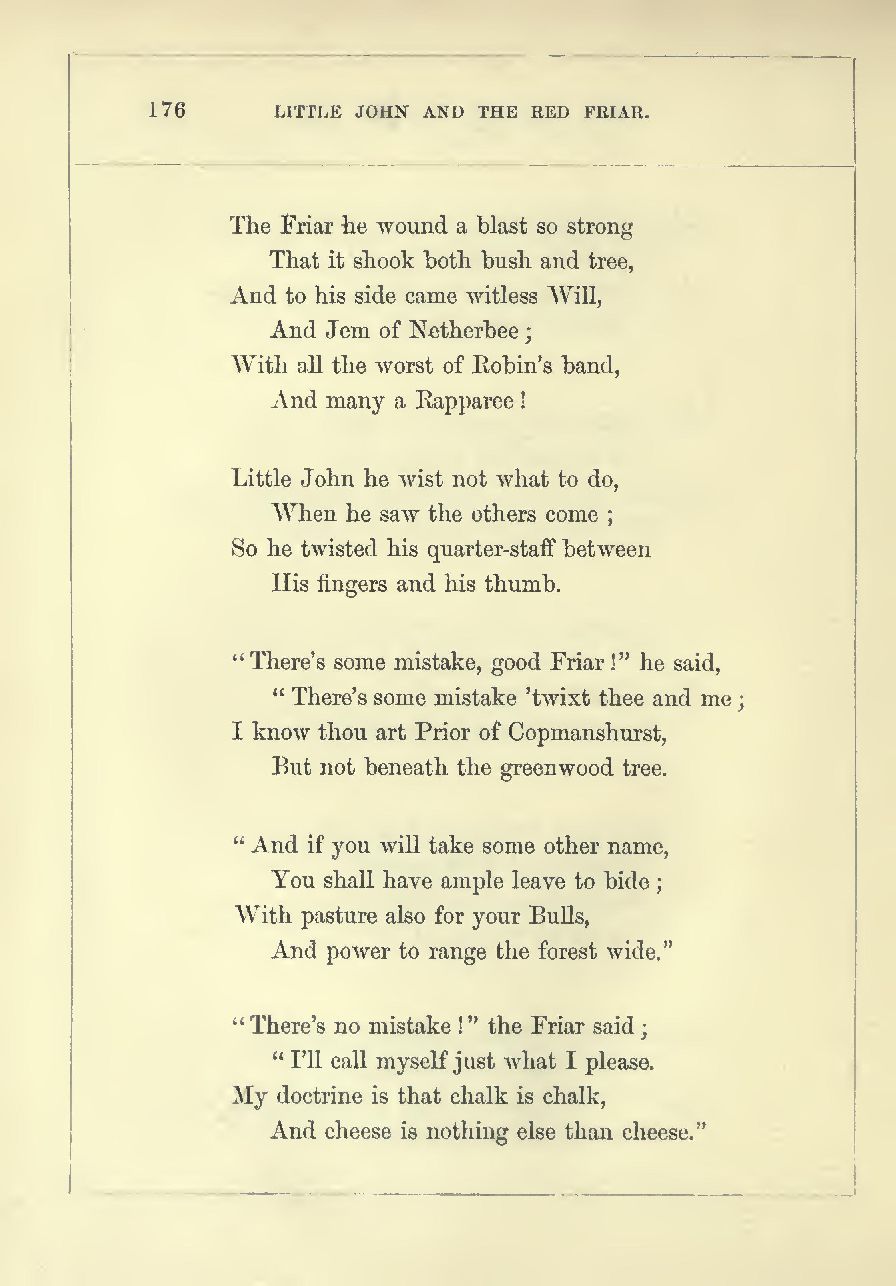 176 LITTLE JOHN AND THE RED FRIAR.
The Friar he wound a blast so strong
That it shook both bush and tree,
And to his side came witless Will,
And Jem of Netherbee ;
With all the worst of Robin's band,
And many a Rapparee !
Little John he wist not what to do,
When he saw the others come ;
So he twisted his quarter-staff between
His fingers and his thumb.
“ There's some mistake, good Friar !” he said,
“ There's some mistake 'twixt thee and me ;
I know thou art Prior of Copmanshurst,
But not beneath the greenwood tree.
“ And if you will take some other name,
You shall have ample leave to bide ;
With pasture also for your Bulls,
And power to range the forest wide.”
“ There's no mistake !” the Friar said ;
“ I'll call myself just what I please.
My doctrine is that chalk is chalk,
And cheese is nothing else than cheese.”